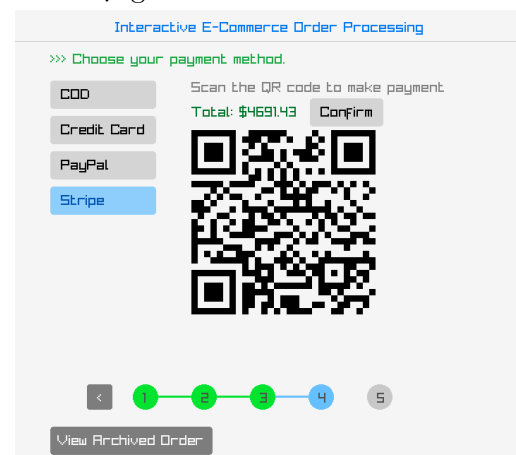 Interactive E-Commerce Order Processing
>>> Choose your payment method.
Scan the QR code to make payment
COD
Total: $4691.43
Confirm
Credit Card
PayPal
Stripe
<
1
2
3
4
5
View Archived Order